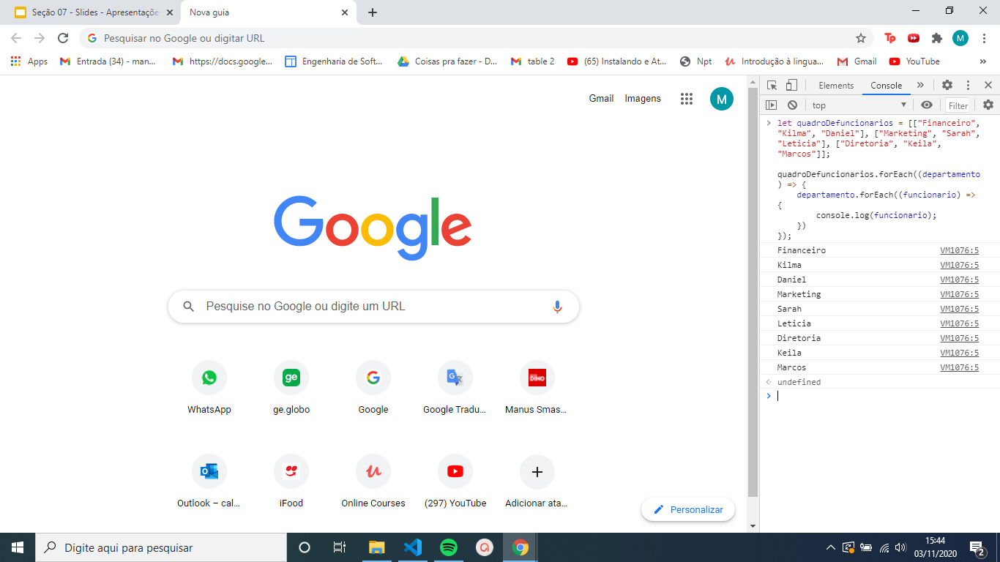 Seção 07 - Slides - Apresentaçõe
Nova guia
Pesquisar no Google ou digitar URL
M
Apps
Entrada (34) - man...
https://docs.google...
Engenharia de Soft...
Coisas pra fazer - D...
table 2
(65) Instalando e At...
Npt
Introdução à lingua...
Gmail
YouTube
»
Gmail
Imagens
M
Google
Pesquise no Google ou digite um URL
WhatsApp
ge
ge.globo
Google
Google Tradu...
Manus Smas...
Outlook – cal...
iFood
Online Courses
(297) YouTube
Adicionar ata...
Personalizar
Elements
Console
»
top
Filter
let quadroDefuncionarios = [["Financeiro",
"Kilma", "Daniel"], ["Marketing", "Sarah",
"Leticia"], ["Diretoria", "Keila",
"Marcos"]];
quadroDefuncionarios.forEach((departamento
) => {
departamento.forEach((funcionario) =>
{
console.log(funcionario);
})
});
Financeiro VM1076:5
Kilma VM1076:5
Daniel VM1076:5
Marketing VM1076:5
Sarah VM1076:5
Leticia VM1076:5
Diretoria VM1076:5
Keila VM1076:5
Marcos VM1076:5
undefined
Digite aqui para pesquisar
15:44
03/11/2020
2